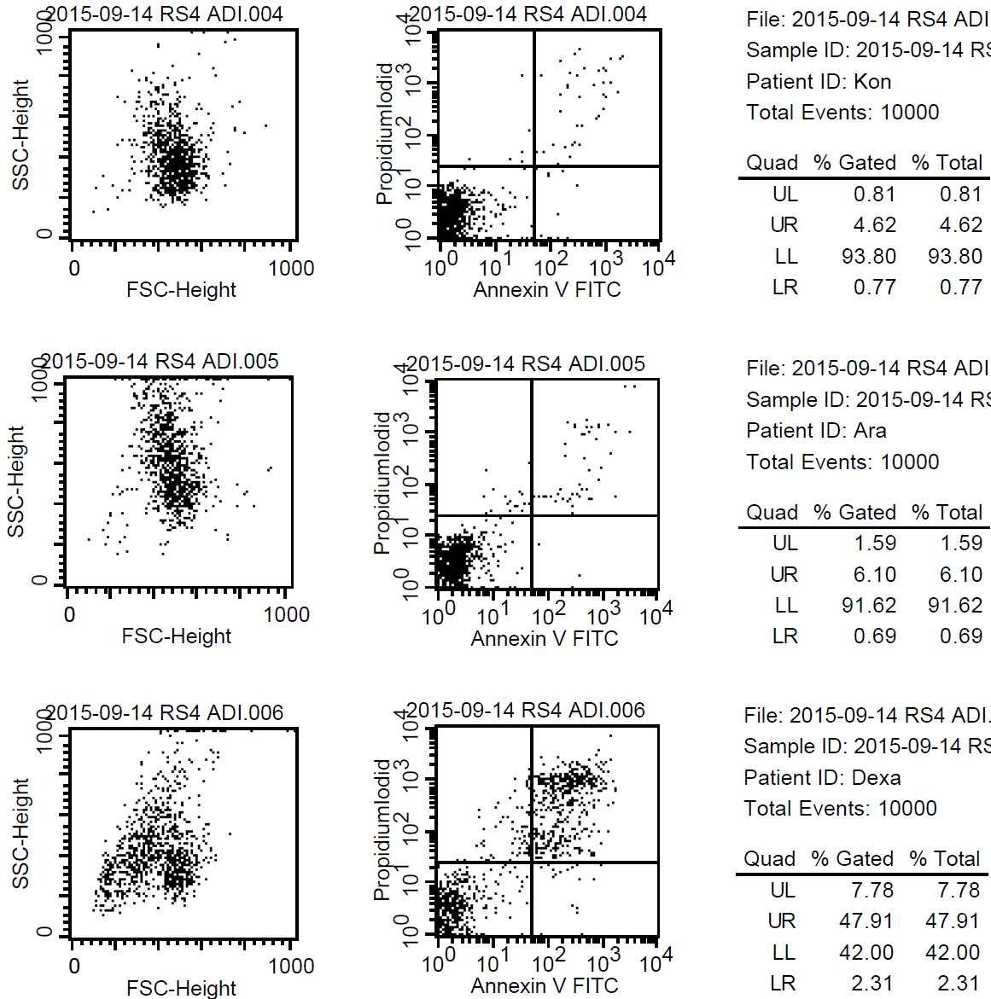 2015-09-14 RS4 ADI.004
1000
SSC-Height
0
0
1000
FSC-Height
2015-09-14 RS4 ADI.004
10^4
10^3
10^2
10^1
10^0
PropidiumIodid
10^0 10^1 10^2 10^3 10^4
Annexin V FITC
File: 2015-09-14 RS4 ADI
Sample ID: 2015-09-14 RS
Patient ID: Kon
Total Events: 10000
Quad % Gated % Total
UL 0.81 0.81
UR 4.62 4.62
LL 93.80 93.80
LR 0.77 0.77
2015-09-14 RS4 ADI.005
1000
SSC-Height
0
0
1000
FSC-Height
2015-09-14 RS4 ADI.005
10^4
10^3
10^2
10^1
10^0
PropidiumIodid
10^0 10^1 10^2 10^3 10^4
Annexin V FITC
File: 2015-09-14 RS4 ADI
Sample ID: 2015-09-14 RS
Patient ID: Ara
Total Events: 10000
Quad % Gated % Total
UL 1.59 1.59
UR 6.10 6.10
LL 91.62 91.62
LR 0.69 0.69
2015-09-14 RS4 ADI.006
1000
SSC-Height
0
0
1000
FSC-Height
2015-09-14 RS4 ADI.006
10^4
10^3
10^2
10^1
10^0
PropidiumIodid
10^0 10^1 10^2 10^3 10^4
Annexin V FITC
File: 2015-09-14 RS4 ADI.
Sample ID: 2015-09-14 RS
Patient ID: Dexa
Total Events: 10000
Quad % Gated % Total
UL 7.78 7.78
UR 47.91 47.91
LL 42.00 42.00
LR 2.31 2.31